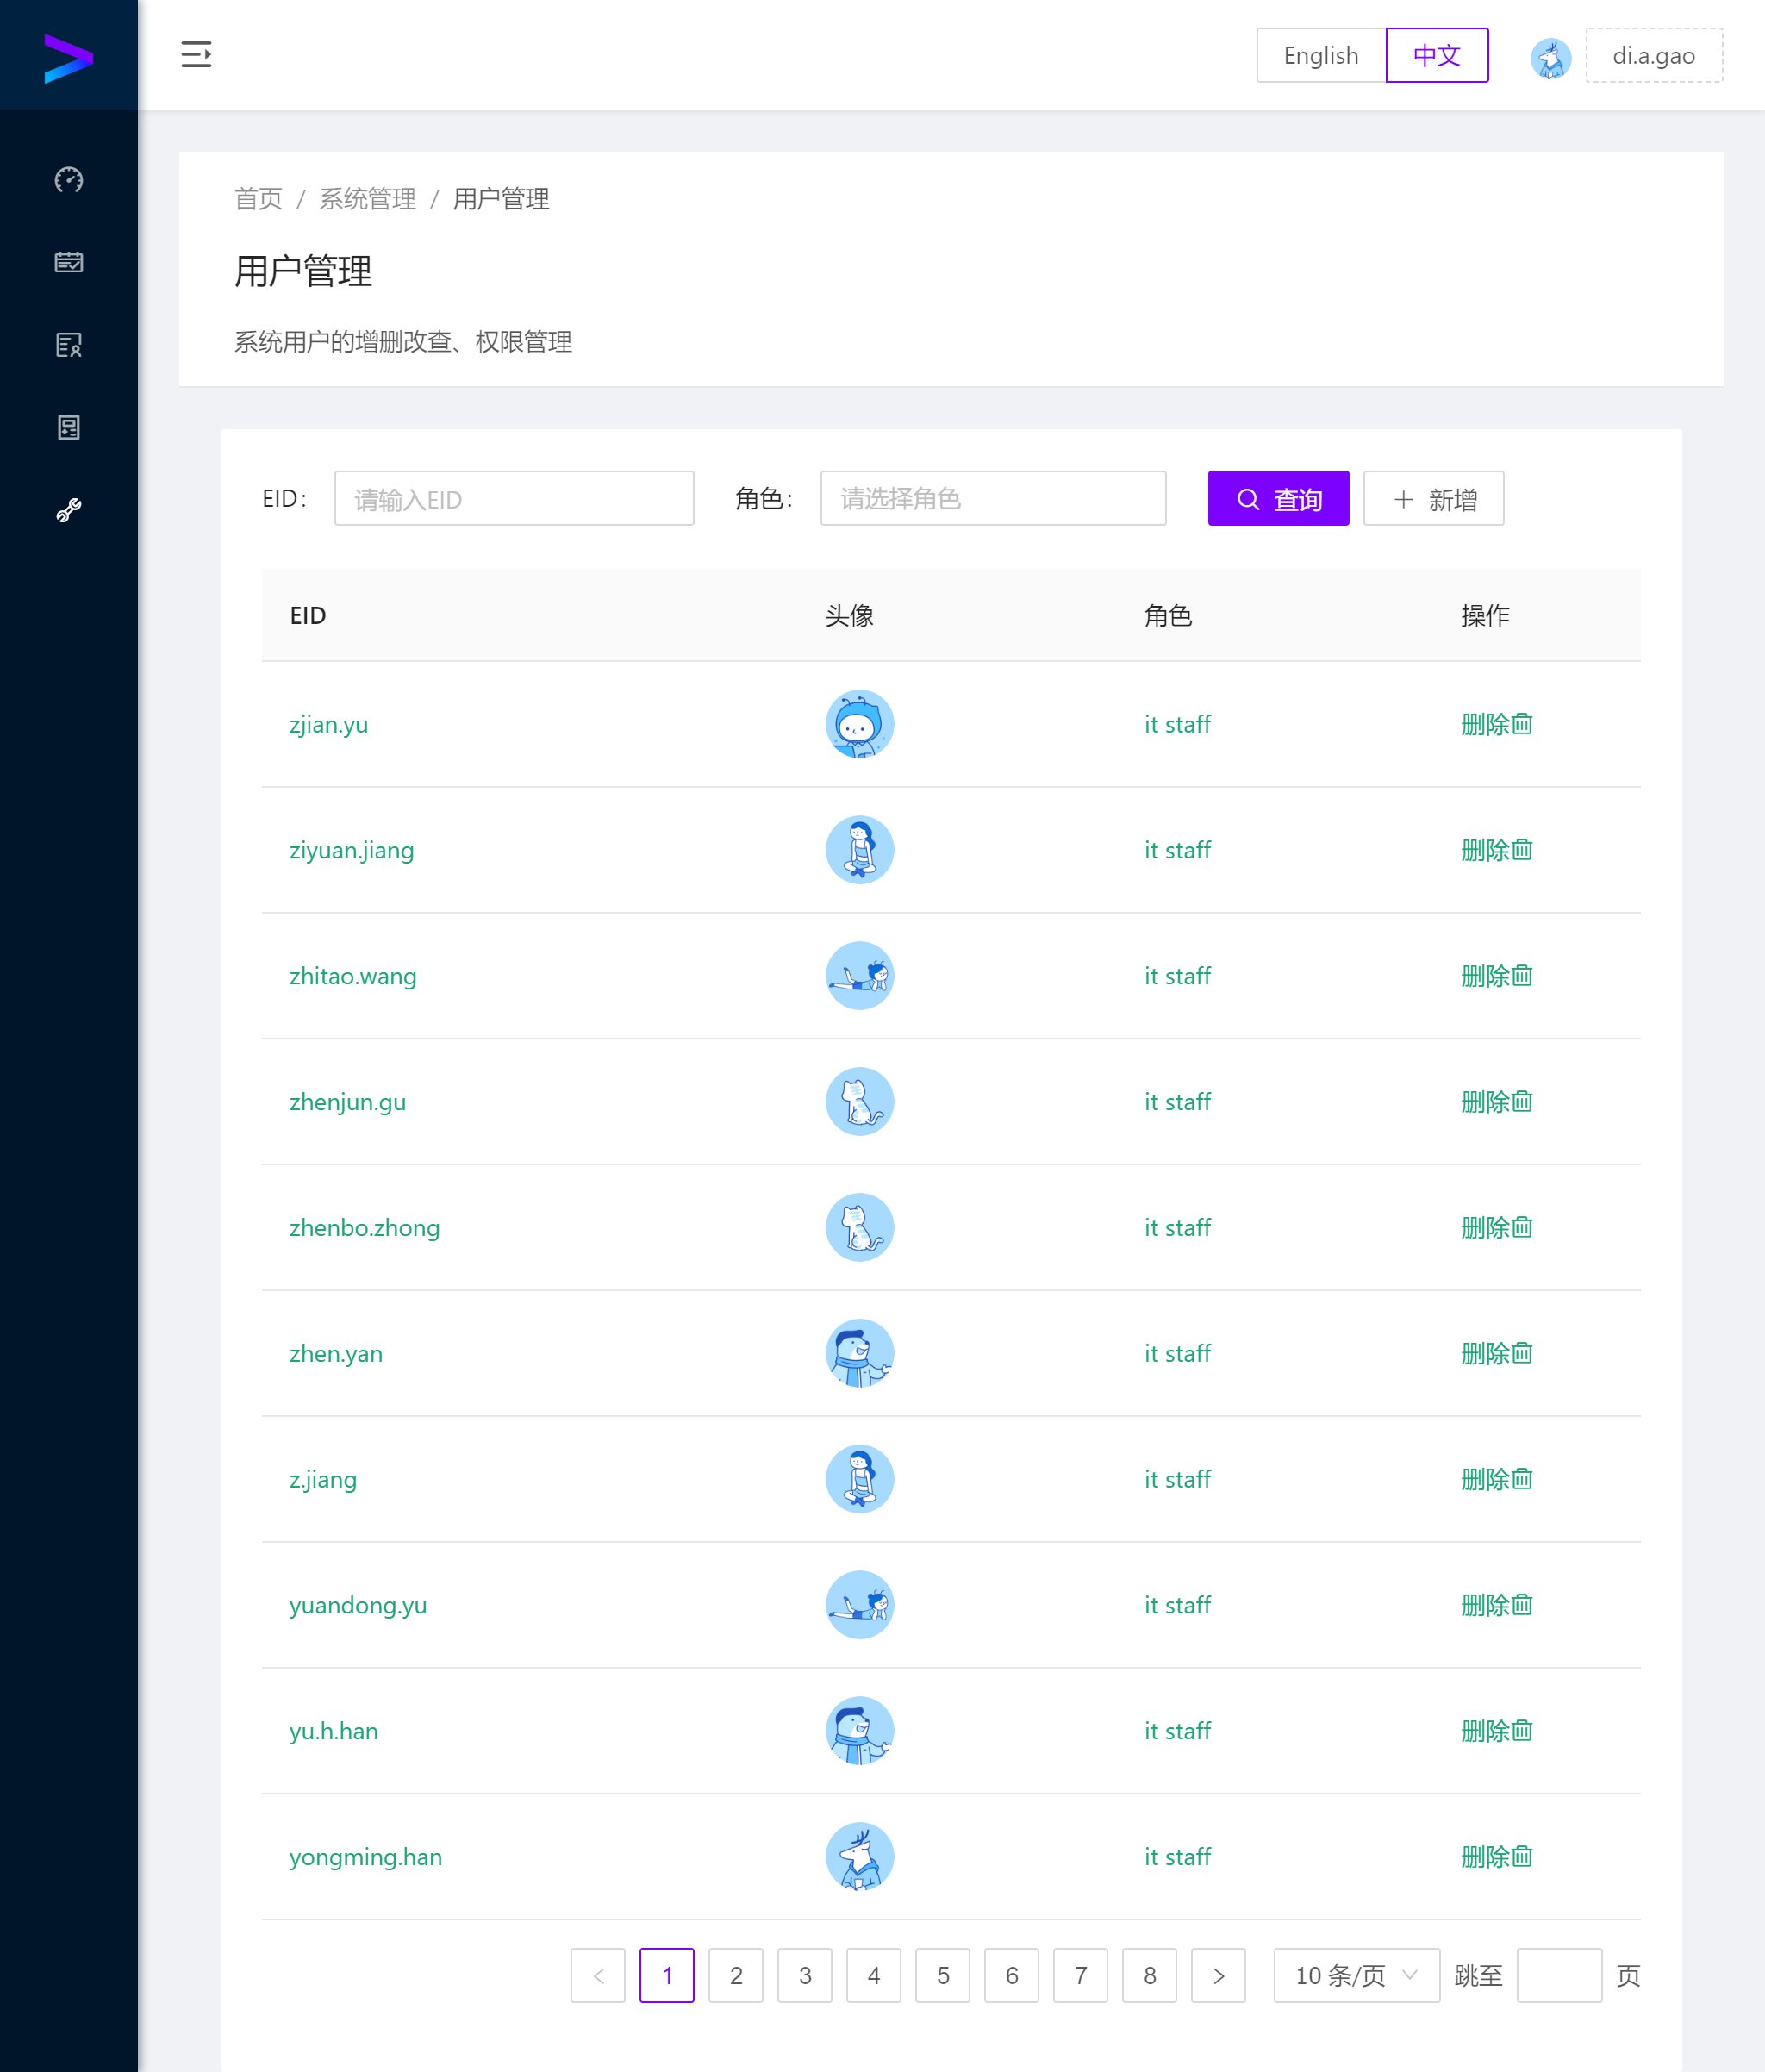 English 中文 di.a.gao
首页 / 系统管理 / 用户管理
用户管理
系统用户的增删改查、权限管理
EID: 请输入EID 角色: 请选择角色 查询 新增
EID 头像 角色 操作
zjian.yu it staff 删除
ziyuan.jiang it staff 删除
zhitao.wang it staff 删除
zhenjun.gu it staff 删除
zhenbo.zhong it staff 删除
zhen.yan it staff 删除
z.jiang it staff 删除
yuandong.yu it staff 删除
yu.h.han it staff 删除
yongming.han it staff 删除
1 2 3 4 5 6 7 8 10 条/页 跳至 页